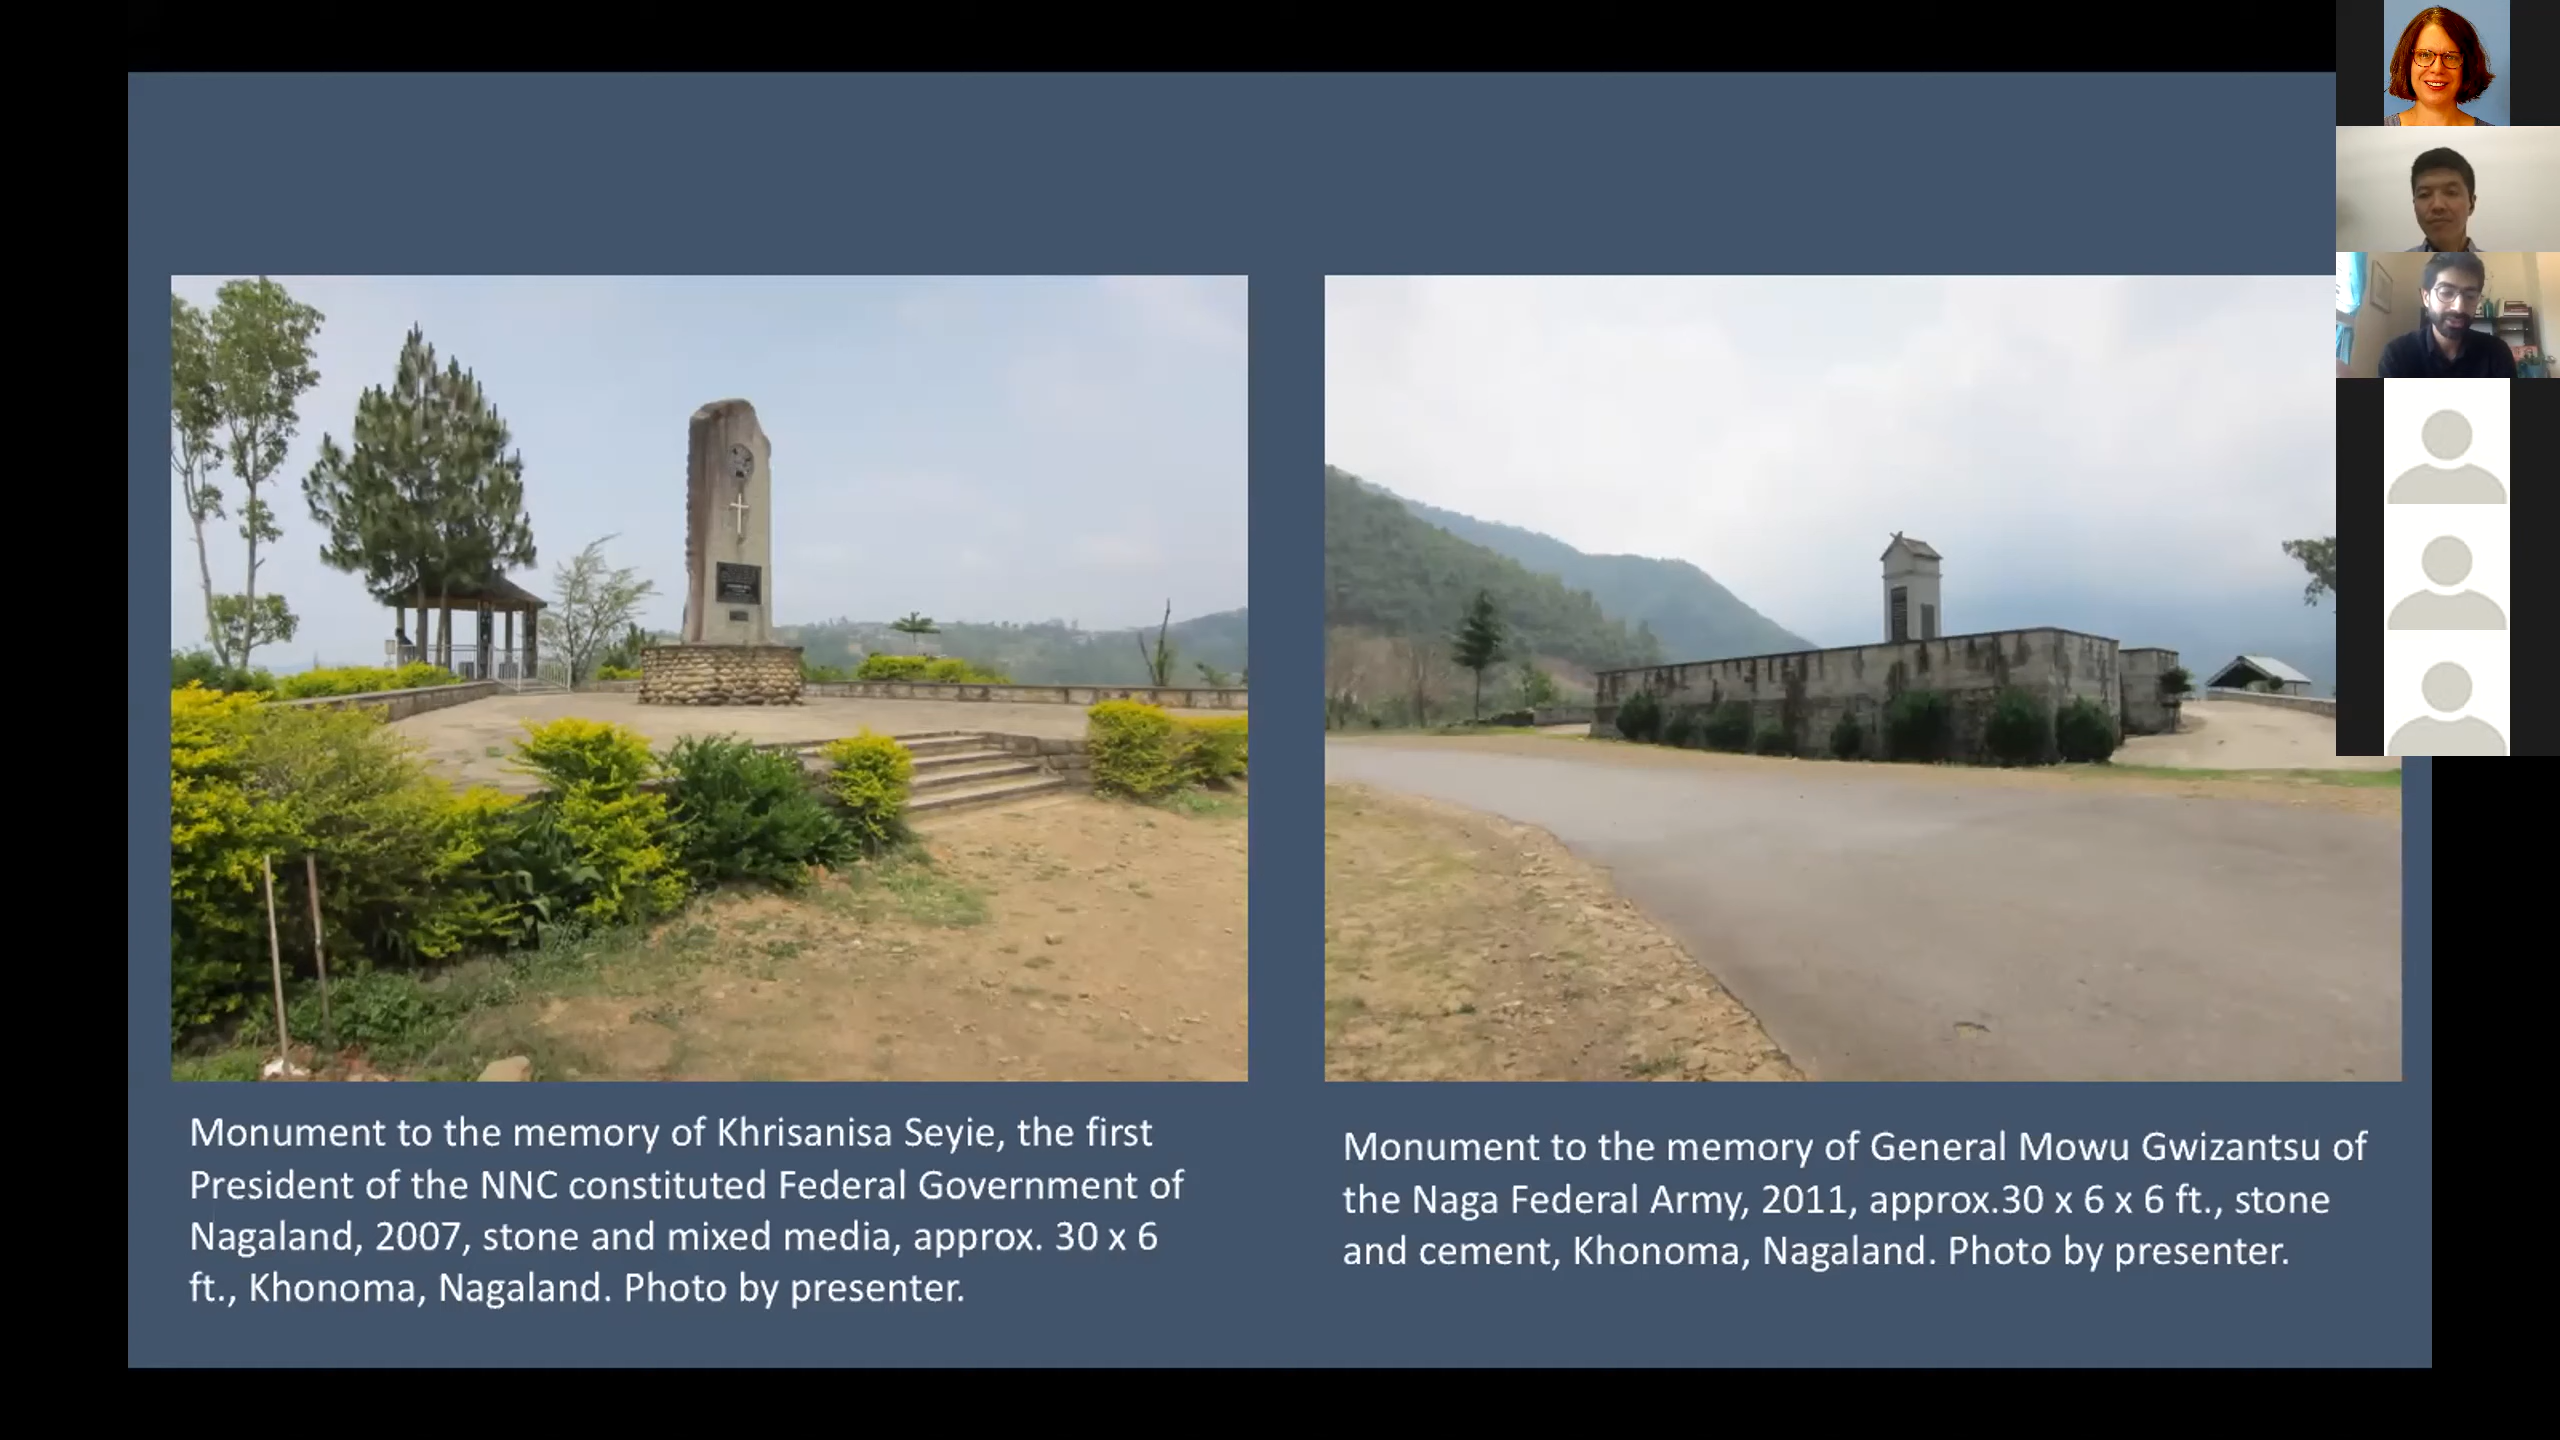 Monument to the memory of Khrisanisa Seyie, the first
President of the NNC constituted Federal Government of
Nagaland, 2007, stone and mixed media, approx. 30 x 6
ft., Khonoma, Nagaland. Photo by presenter.
Monument to the memory of General Mowu Gwizantsu of
the Naga Federal Army, 2011, approx.30 x 6 x 6 ft., stone
and cement, Khonoma, Nagaland. Photo by presenter.